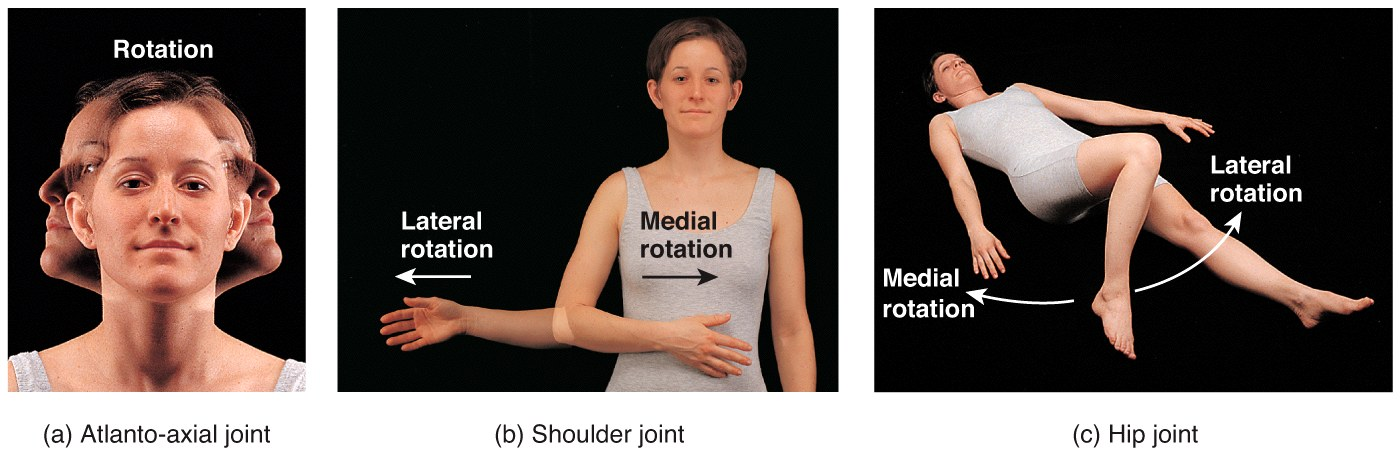 Rotation
Lateral
rotation
Medial
rotation
Lateral
rotation
Medial
rotation
(a) Atlanto-axial joint
(b) Shoulder joint
(c) Hip joint